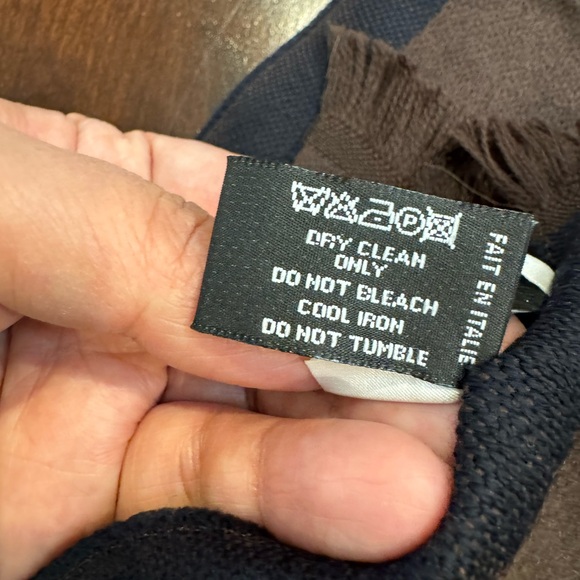 P
DRY CLEAN
ONLY
DO NOT BLEACH
COOL IRON
DO NOT TUMBLE
FAIT EN ITALIE